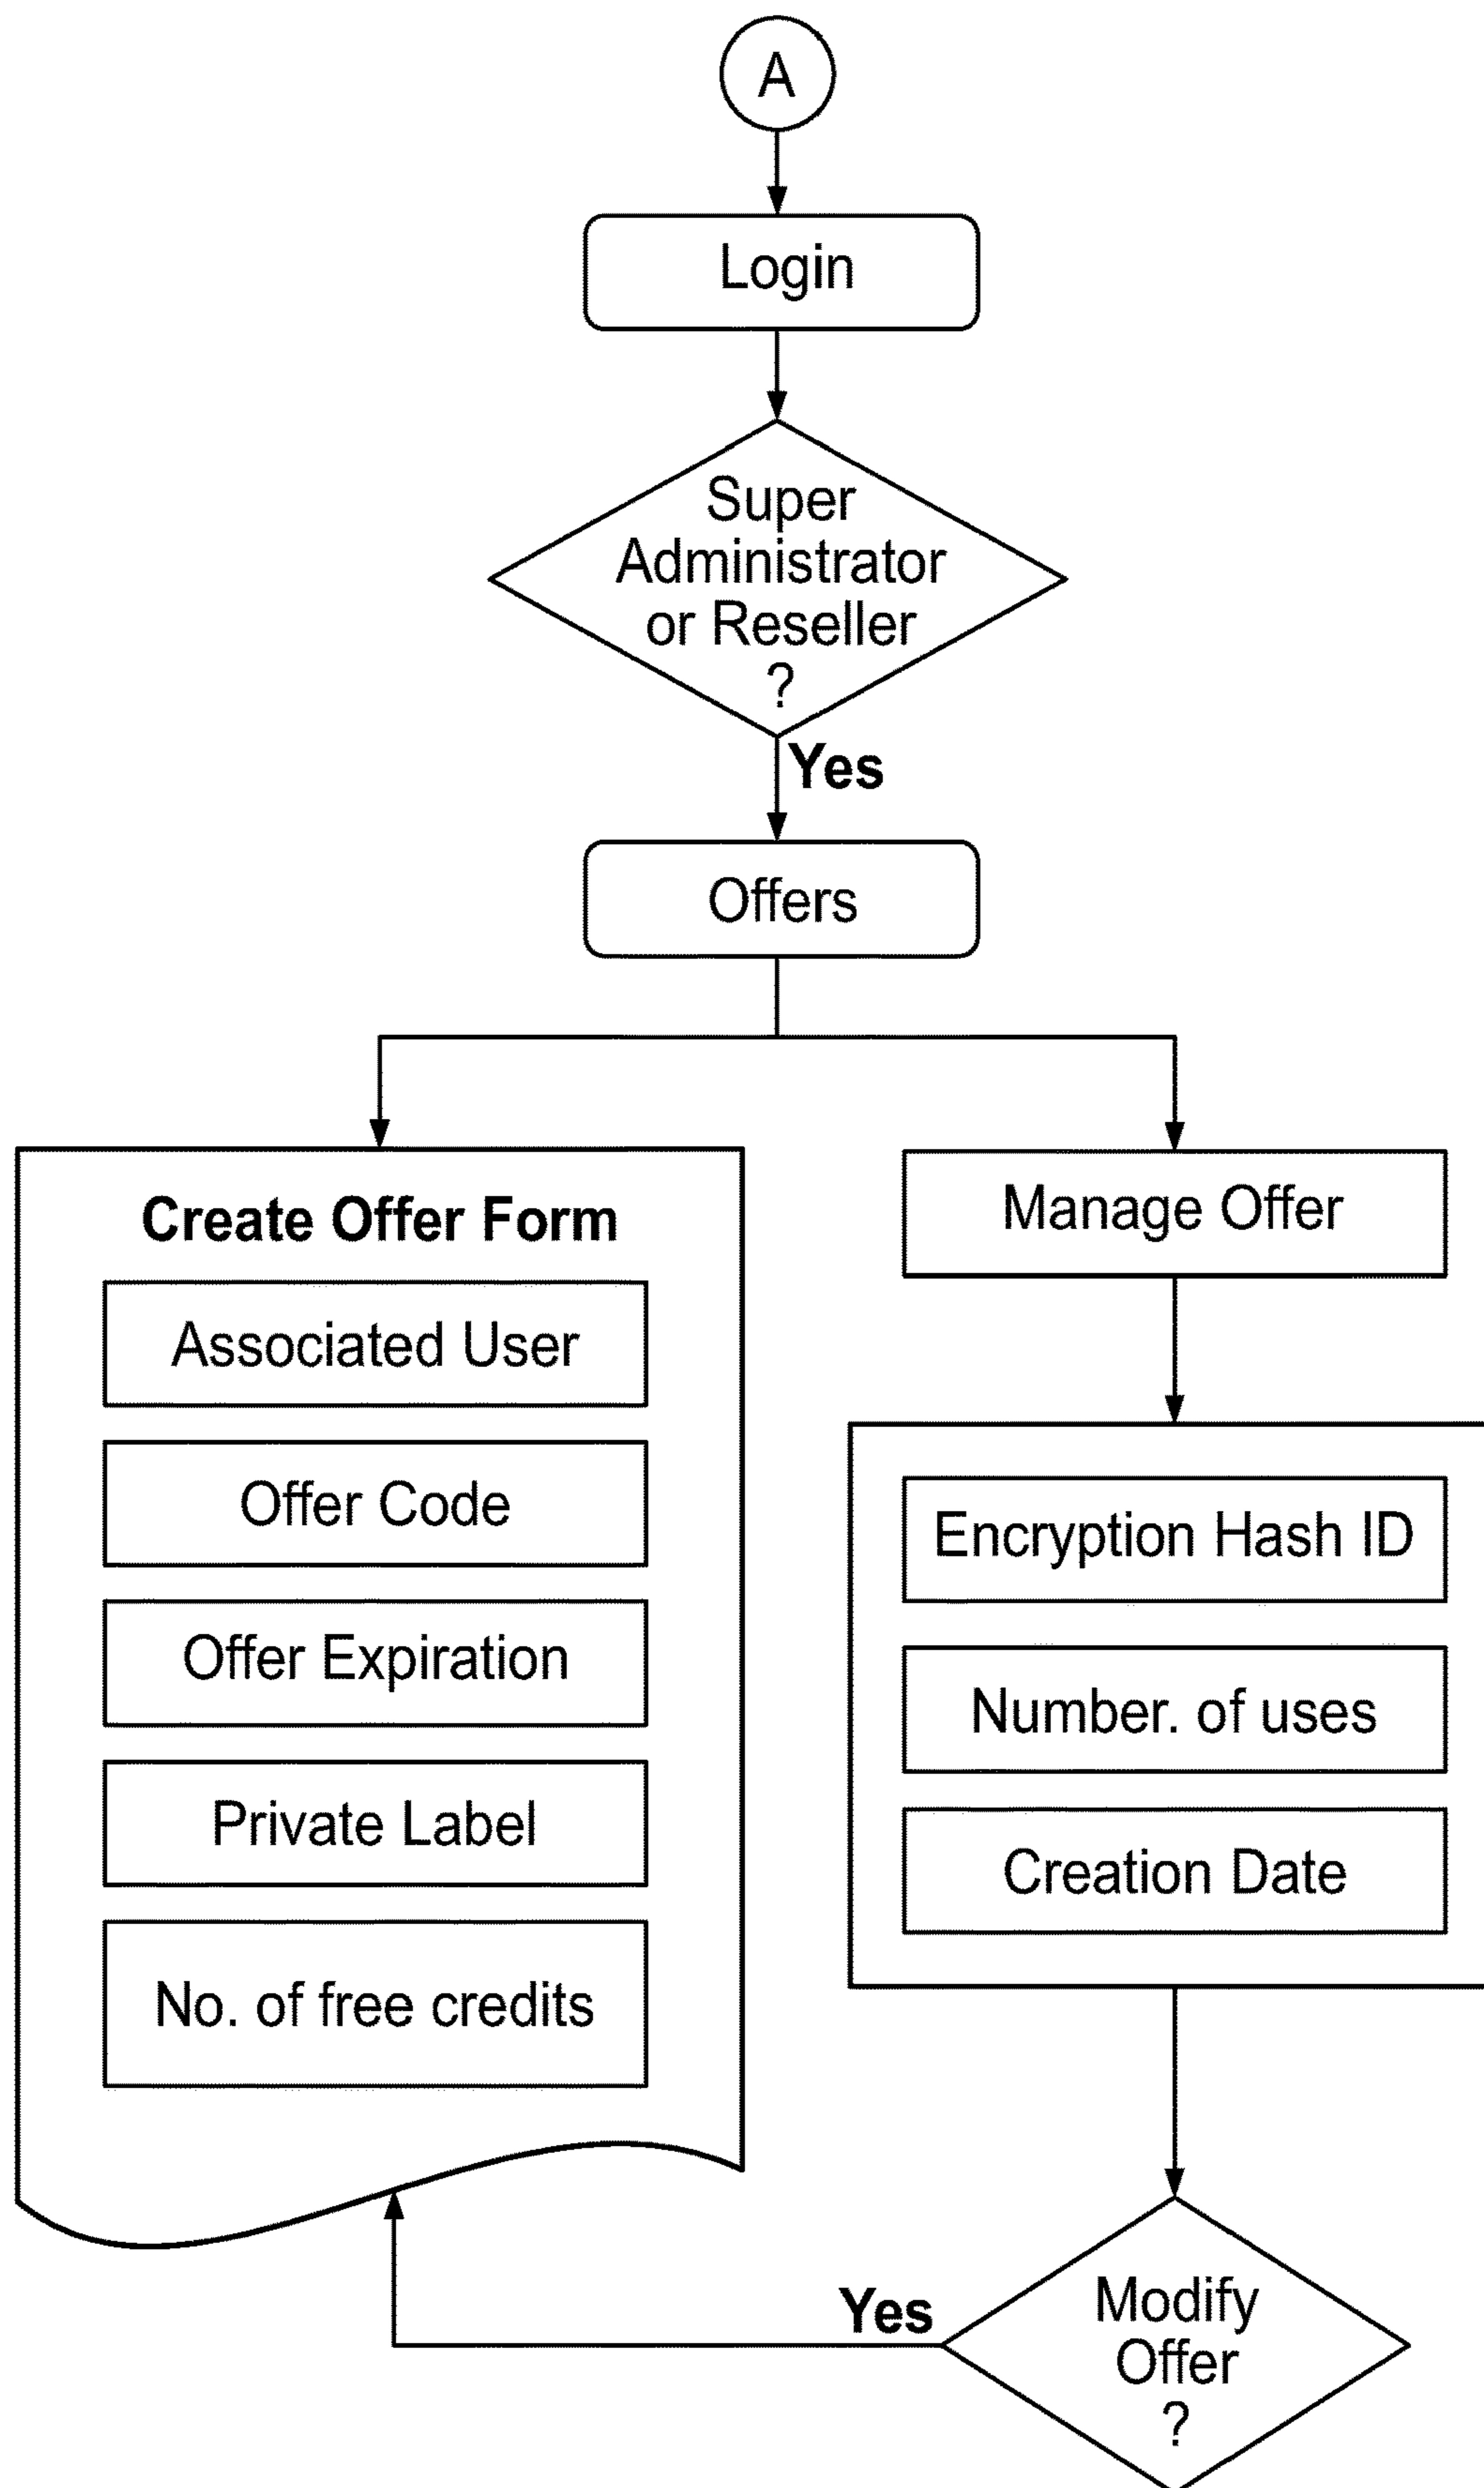 A
Login
Super
Administrator
or Reseller
?
Yes
Offers
Create Offer Form
Associated User
Offer Code
Offer Expiration
Private Label
No. of free credits
Manage Offer
Encryption Hash ID
Number. of uses
Creation Date
Yes
Modify
Offer
?